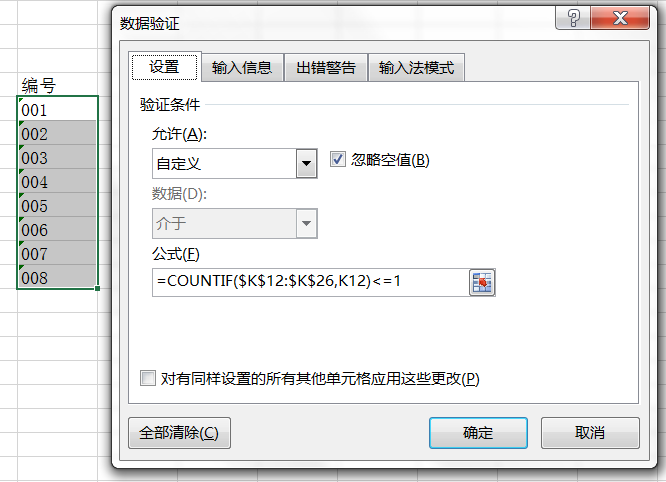 数据验证
设置 输入信息 出错警告 输入法模式
编号
001
002
003
004
005
006
007
008
验证条件
允许(A):
自定义
忽略空值(B)
数据(D):
介于
公式(F)
=COUNTIF($K$12:$K$26,K12)<=1
对有同样设置的所有其他单元格应用这些更改(P)
全部清除(C) 确定 取消